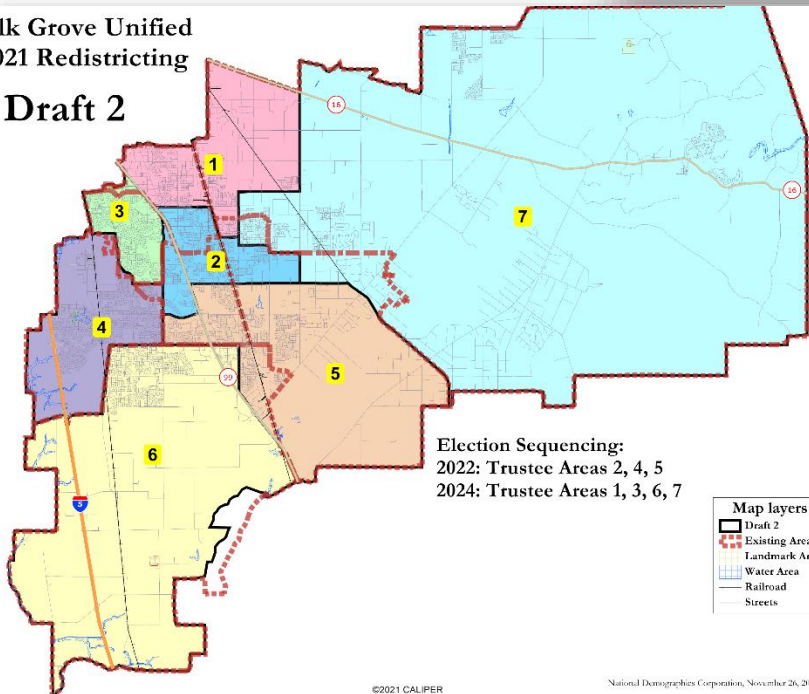 lk Grove Unified
021 Redistricting
Draft 2
16
1
3
7
16
2
4
5
99
6
5
Election Sequencing:
2022: Trustee Areas 2, 4, 5
2024: Trustee Areas 1, 3, 6, 7
Map layers
Draft 2
Existing Area
Landmark Ar
Water Area
Railroad
Streets
©2021 CALIPER
National Demographics Corporation, November 26, 20